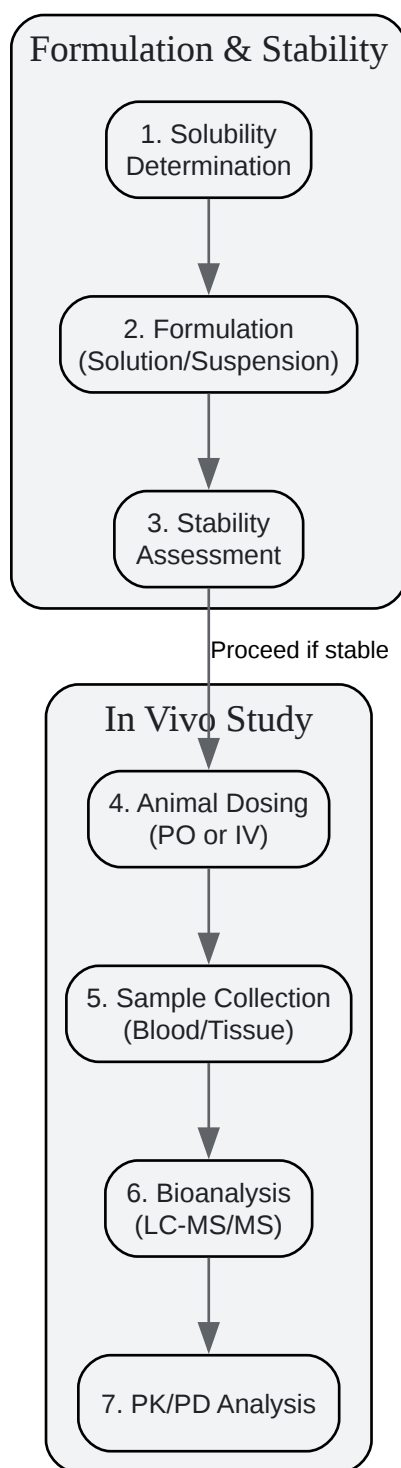 Formulation & Stability
1. Solubility
Determination
2. Formulation
(Solution/Suspension)
3. Stability
Assessment
Proceed if stable
In Vivo Study
4. Animal Dosing
(PO or IV)
5. Sample Collection
(Blood/Tissue)
6. Bioanalysis
(LC-MS/MS)
7. PK/PD Analysis